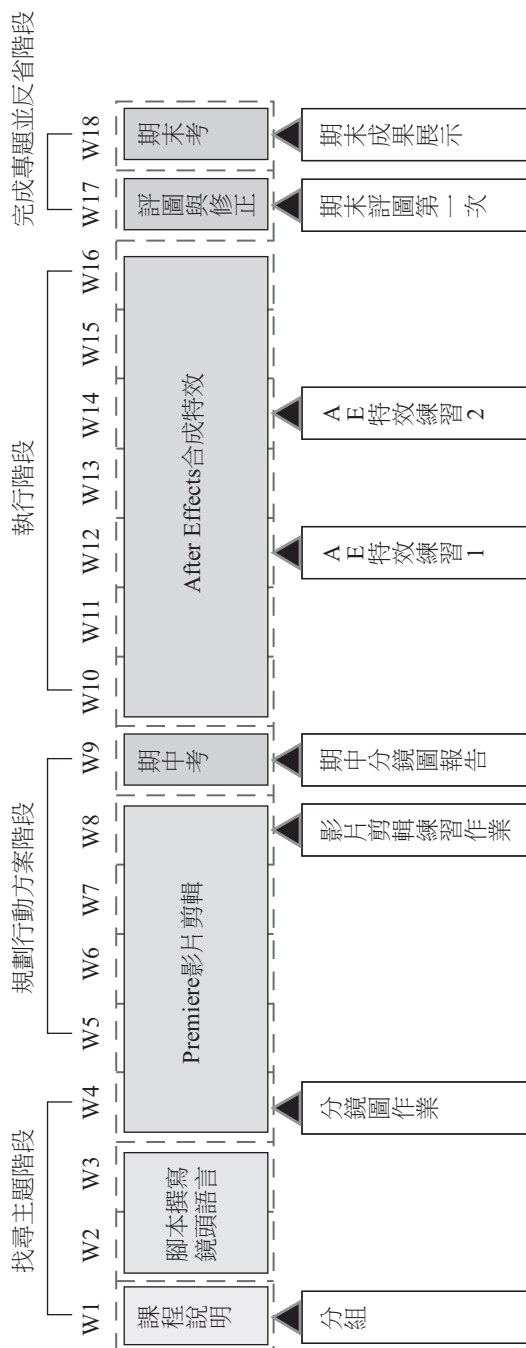 找尋主題階段
規劃行動方案階段
執行階段
完成專題並反省階段
W1
W2
W3
W4
W5
W6
W7
W8
W9
W10
W11
W12
W13
W14
W15
W16
W17
W18
課程說明
腳本撰寫
鏡頭語言
Premiere影片剪輯
期中考
After Effects合成特效
評圖與修正
期末考
分組
分鏡圖作業
影片剪輯練習作業
期中分鏡圖報告
AE特效練習1
AE特效練習2
期末評圖第一次
期末成果展示